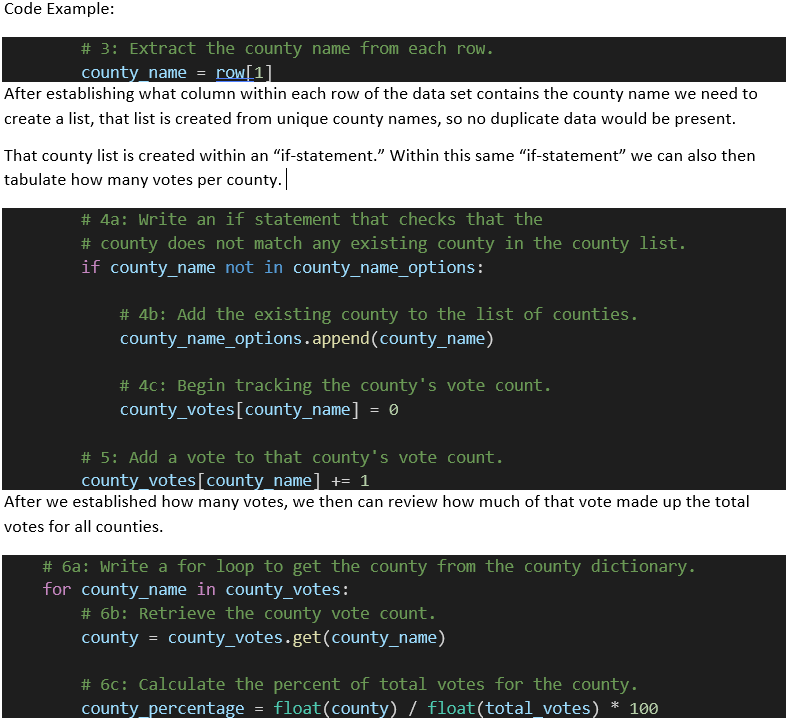 Code Example:
# 3: Extract the county name from each row.
county_name = row[1]
After establishing what column within each row of the data set contains the county name we need to
create a list, that list is created from unique county names, so no duplicate data would be present.
That county list is created within an “if-statement.” Within this same “if-statement” we can also then
tabulate how many votes per county.
# 4a: Write an if statement that checks that the
# county does not match any existing county in the county list.
if county_name not in county_name_options:
# 4b: Add the existing county to the list of counties.
county_name_options.append(county_name)
# 4c: Begin tracking the county's vote count.
county_votes[county_name] = 0
# 5: Add a vote to that county's vote count.
county_votes[county_name] += 1
After we established how many votes, we then can review how much of that vote made up the total
votes for all counties.
# 6a: Write a for loop to get the county from the county dictionary.
for county_name in county_votes:
# 6b: Retrieve the county vote count.
county = county_votes.get(county_name)
# 6c: Calculate the percent of total votes for the county.
county_percentage = float(county) / float(total_votes) * 100